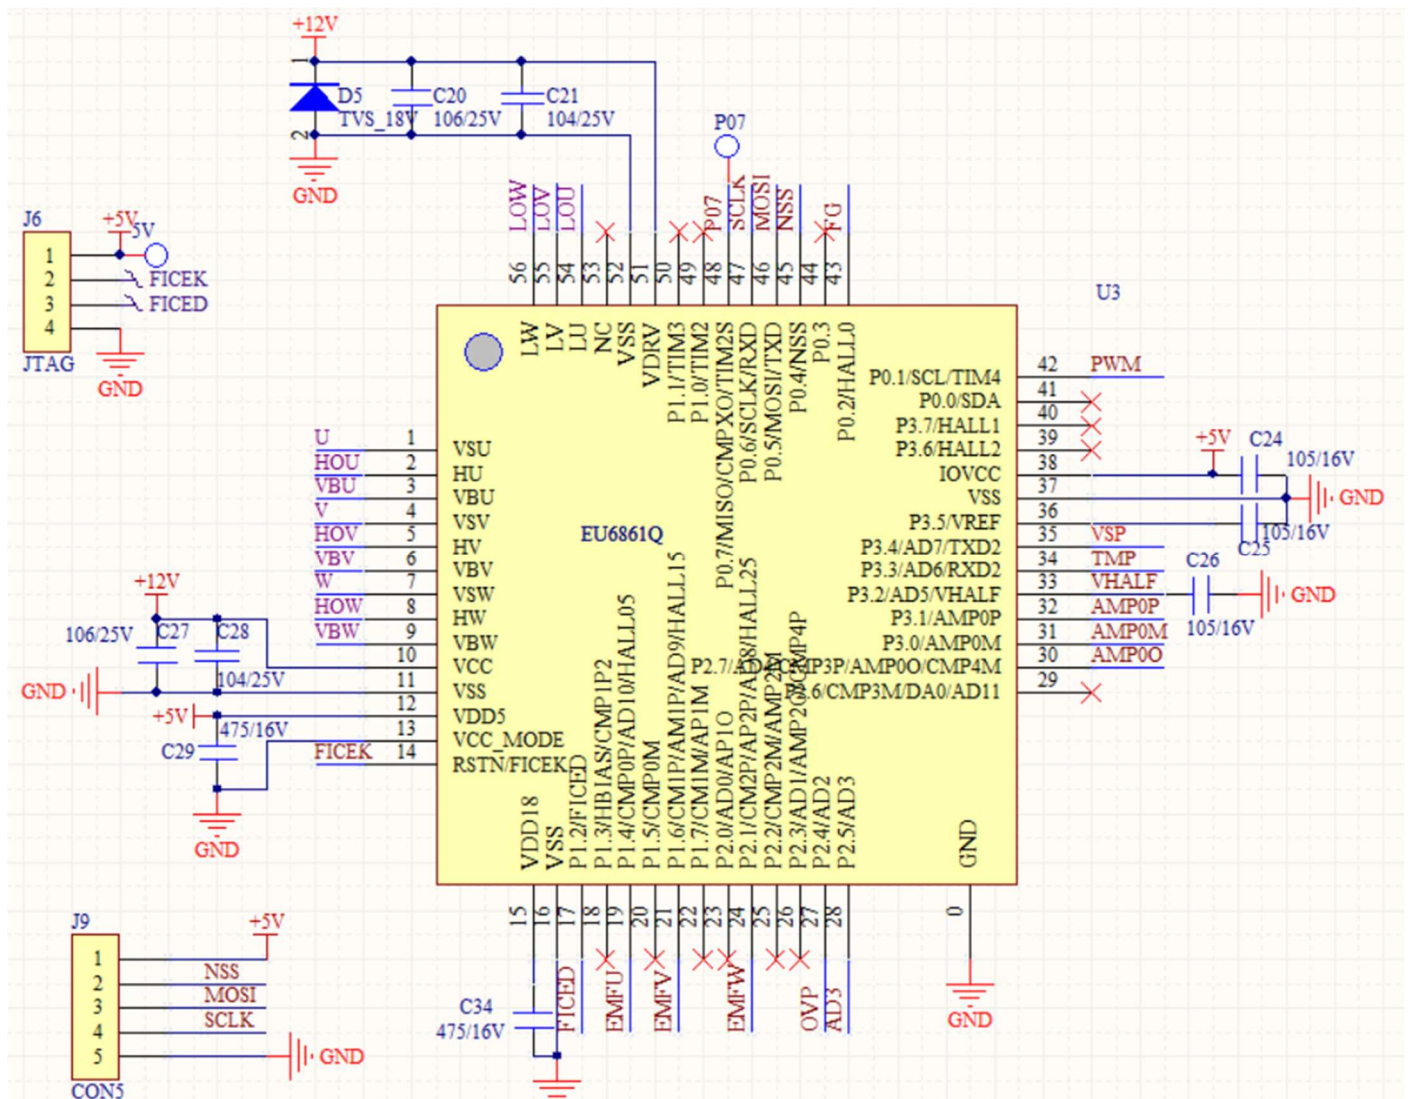 +12V
1
D5
TVS_18V
2
GND
C20
106/25V
C21
104/25V
P07
LOW
LOV
LOU
P07
SCLK
MOSI
NSS
FG
56
55
54
53
52
51
50
49
48
47
46
45
44
43
J6
+5V
5V
1
2
FICEK
3
FICED
4
JTAG
GND
U3
LW
LV
LU
NC
VSS
VDRV
P1.1/TIM3
P1.0/TIM2
P0.7/MISO/CMPXO/TIM2S
P0.6/SCLK/RXD
P0.5/MOSI/TXD
P0.4/NSS
P0.3
P0.2/HALL0
U 1 VSU
HOU 2 HU
VBU 3 VBU
V 4 VSV
HOV 5 HV
VBV 6 VBV
W 7 VSW
HOW 8 HW
VBW 9 VBW
10 VCC
11 VSS
12 VDD5
13 VCC_MODE
FICEK 14 RSTN/FICEK
EU6861Q
P0.1/SCL/TIM4 42 PWM
P0.0/SDA 41
P3.7/HALL1 40
P3.6/HALL2 39
IOVCC 38
VSS 37
P3.5/VREF 36
P3.4/AD7/TXD2 35 VSP
P3.3/AD6/RXD2 34 TMP
P3.2/AD5/VHALF 33 VHALF
P3.1/AMP0P 32 AMP0P
P3.0/AMP0M 31 AMP0M
P2.7/AD4/CMP3P/AMP0O/CMP4M 30 AMP0O
P2.6/CMP3M/DA0/AD11 29
+5V
C24
105/16V
GND
105/16V
C25
C26
105/16V
GND
+12V
106/25V
C27
C28
104/25V
GND
+5V
475/16V
C29
GND
VDD18
VSS
P1.2/FICED
P1.3/HBIAS/CMP1P2
P1.4/CMP0P/AD10/HALL05
P1.5/CMP0M
P1.6/CM1P/AM1P/AD9/HALL15
P1.7/CM1M/AP1M
P2.0/AD0/AP1O
P2.1/CM2P/AP2P/AD8/HALL25
P2.2/CMP2M/AMP2M
P2.4/AD2
P2.5/AD3
GND
15
16
17
18
19
20
21
22
23
24
25
26
27
28
0
FICED
EMFU
EMFV
EMFW
OVP
AD3
GND
C34
475/16V
J9
+5V
1
2 NSS
3 MOSI
4 SCLK
5 GND
CON5